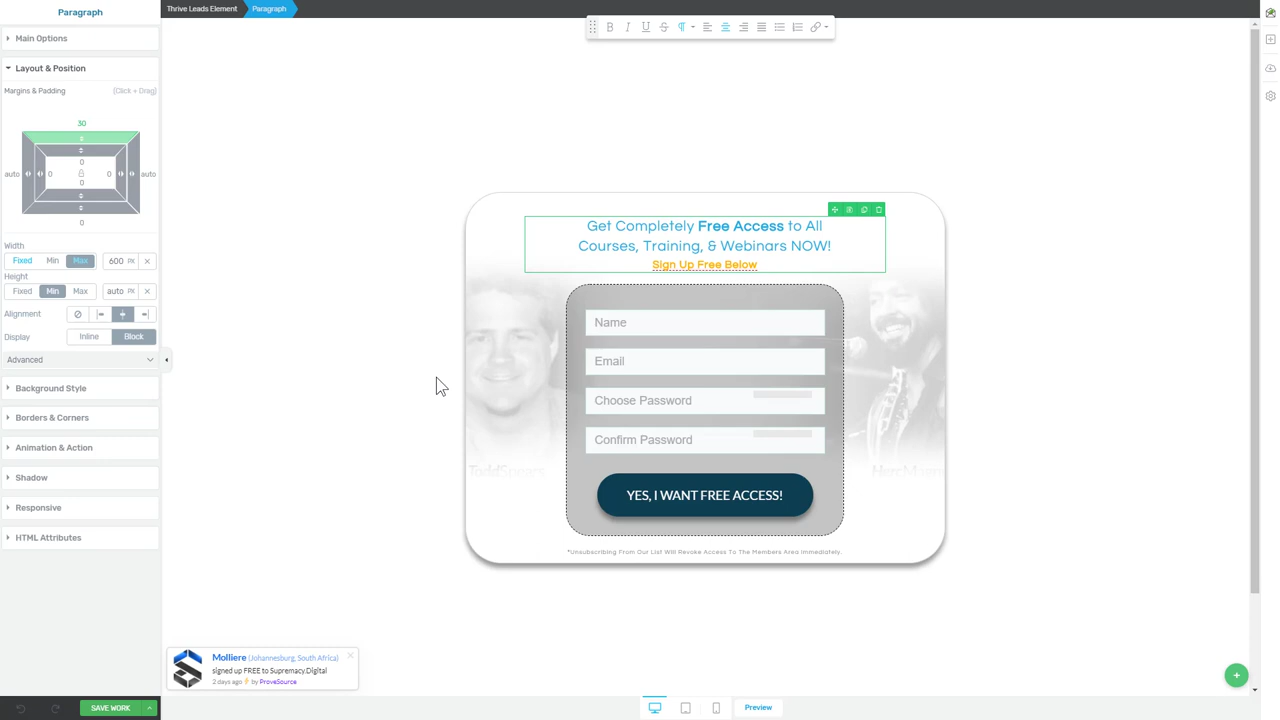 Paragraph
Thrive Leads Element
Paragraph
Main Options
Layout & Position
Margins & Padding
(Click + Drag)
30
0
auto
0
0
auto
0
0
Width
Fixed
Min
Max
600 PX
Height
Fixed
Min
Max
auto PX
Alignment
Display
Inline
Block
Advanced
Background Style
Borders & Corners
Animation & Action
Shadow
Responsive
HTML Attributes
SAVE WORK
Get Completely Free Access to All
Courses, Training, & Webinars NOW!
Sign Up Free Below
Name
Email
Choose Password
Confirm Password
YES, I WANT FREE ACCESS!
*Unsubscribing From Our List Will Revoke Access To The Members Area Immediately.
Molliere (Johannesburg, South Africa)
signed up FREE to Supremacy.Digital
2 days ago ⚡ by ProveSource
Preview